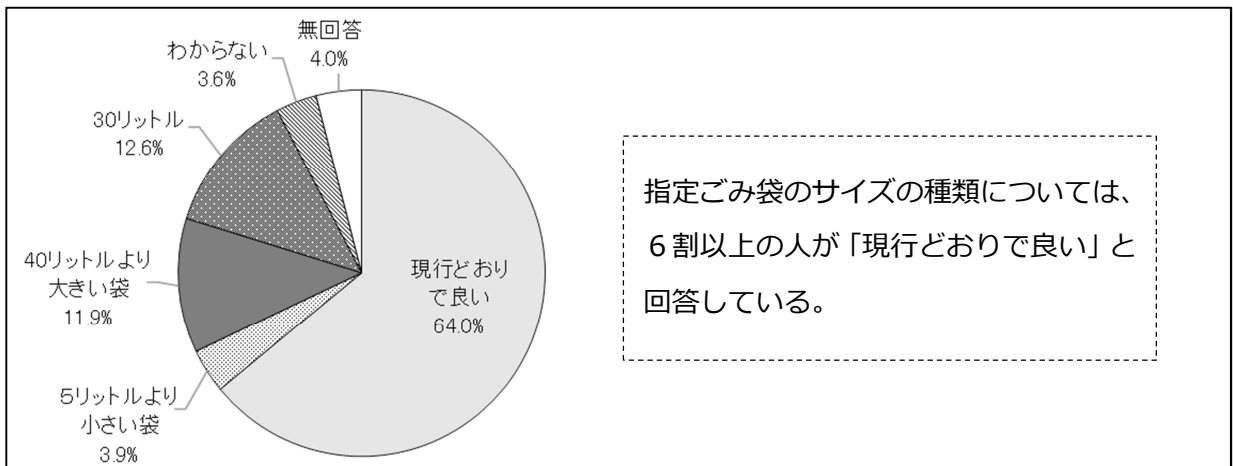 無回答
4.0%
わからない
3.6%
30リットル
12.6%
40リットルより
大きい袋
11.9%
5リットルより
小さい袋
3.9%
現行どおり
で良い
64.0%
指定ごみ袋のサイズの種類については、
６割以上の人が「現行どおりで良い」と
回答している。